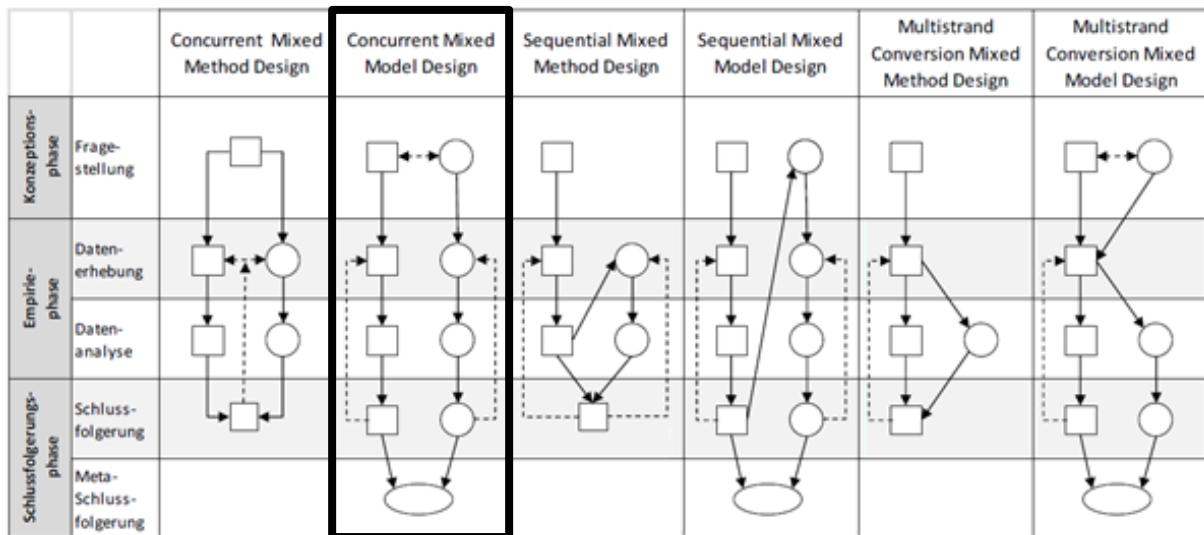 Concurrent Mixed
Method Design
Concurrent Mixed
Model Design
Sequential Mixed
Method Design
Sequential Mixed
Model Design
Multistrand
Conversion Mixed
Method Design
Multistrand
Conversion Mixed
Model Design
Konzeptions-
phase
Frage-
stellung
Empirie-
phase
Daten-
erhebung
Daten-
analyse
Schlussfolgerungs-
phase
Schluss-
folgerung
Meta-
Schluss-
folgerung